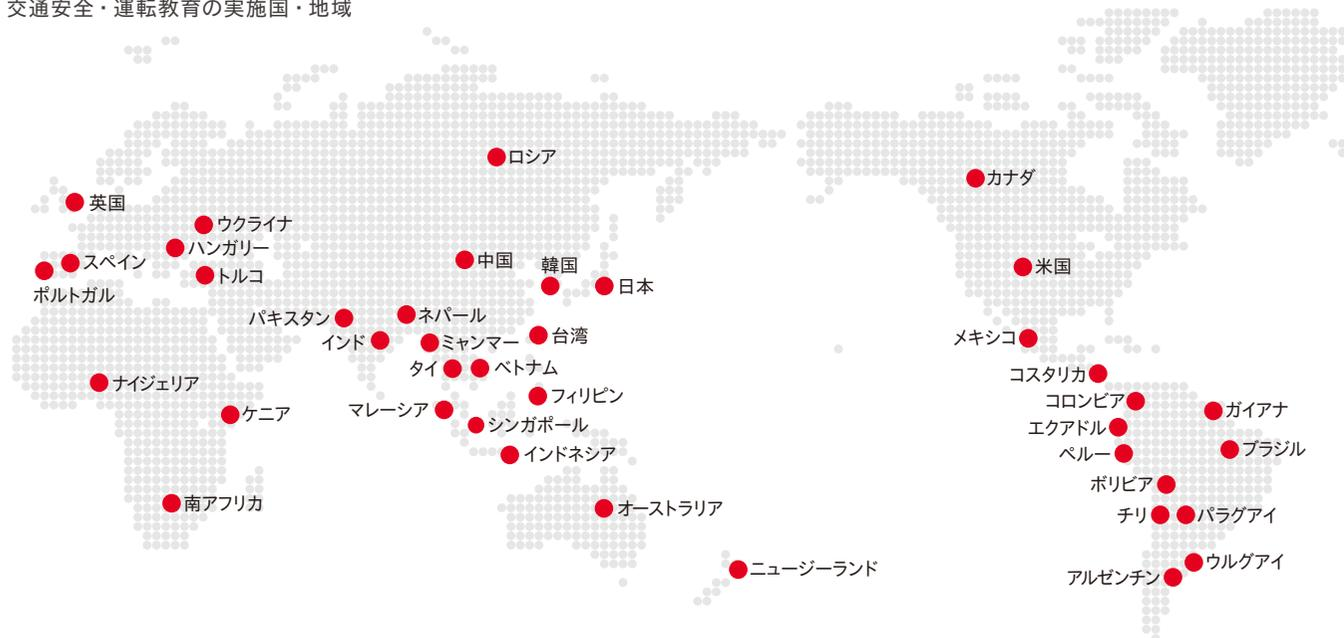 交通安全・運転教育の実施国・地域
ロシア
カナダ
英国
ウクライナ
ハンガリー
スペイン
トルコ
ポルトガル
中国
韓国
日本
米国
パキスタン
ネパール
インド
ミャンマー
台湾
メキシコ
タイ
ベトナム
コスタリカ
ナイジェリア
フィリピン
コロンビア
ガイアナ
ケニア
マレーシア
シンガポール
エクアドル
インドネシア
ペルー
ブラジル
ボリビア
南アフリカ
オーストラリア
チリ
パラグアイ
ニュージーランド
ウルグアイ
アルゼンチン